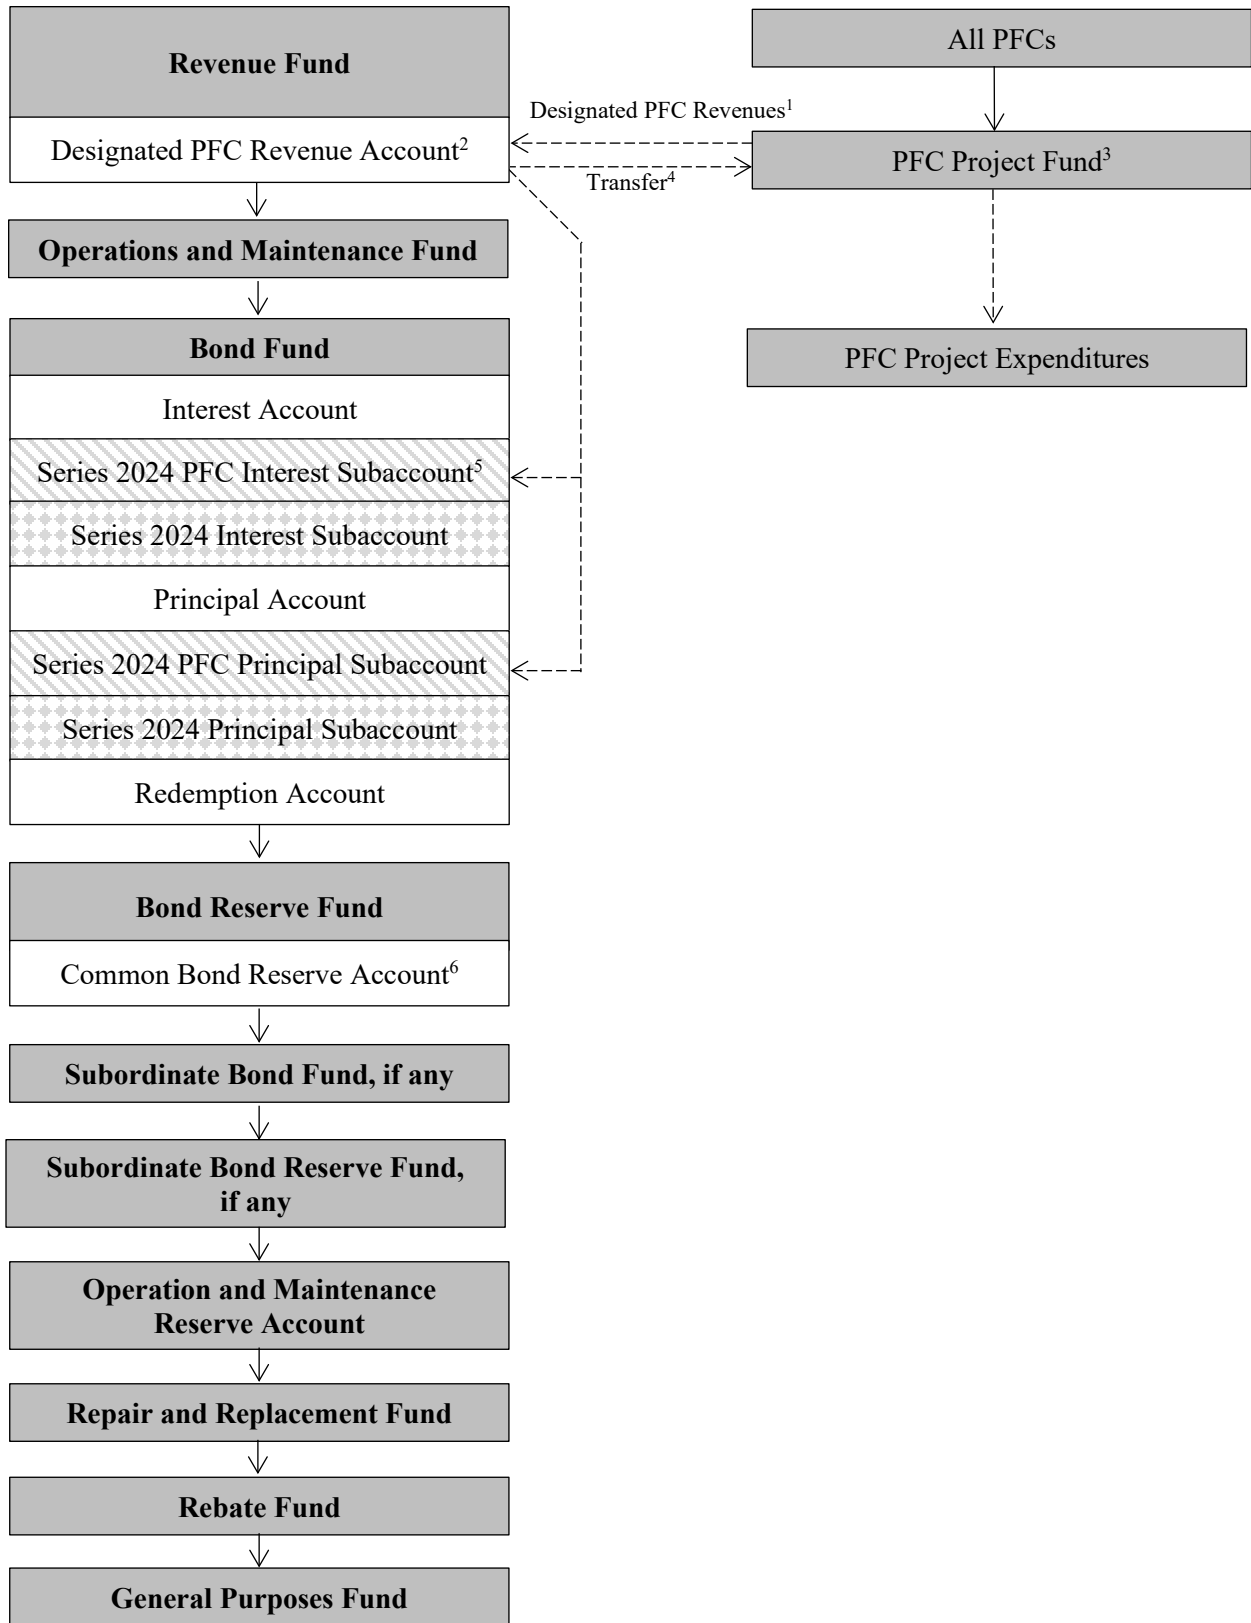 Revenue Fund
All PFCs
Designated PFC Revenues¹
Designated PFC Revenue Account²
PFC Project Fund³
Transfer⁴
Operations and Maintenance Fund
Bond Fund
PFC Project Expenditures
Interest Account
Series 2024 PFC Interest Subaccount⁵
Series 2024 Interest Subaccount
Principal Account
Series 2024 PFC Principal Subaccount
Series 2024 Principal Subaccount
Redemption Account
Bond Reserve Fund
Common Bond Reserve Account⁶
Subordinate Bond Fund, if any
Subordinate Bond Reserve Fund,
if any
Operation and Maintenance
Reserve Account
Repair and Replacement Fund
Rebate Fund
General Purposes Fund